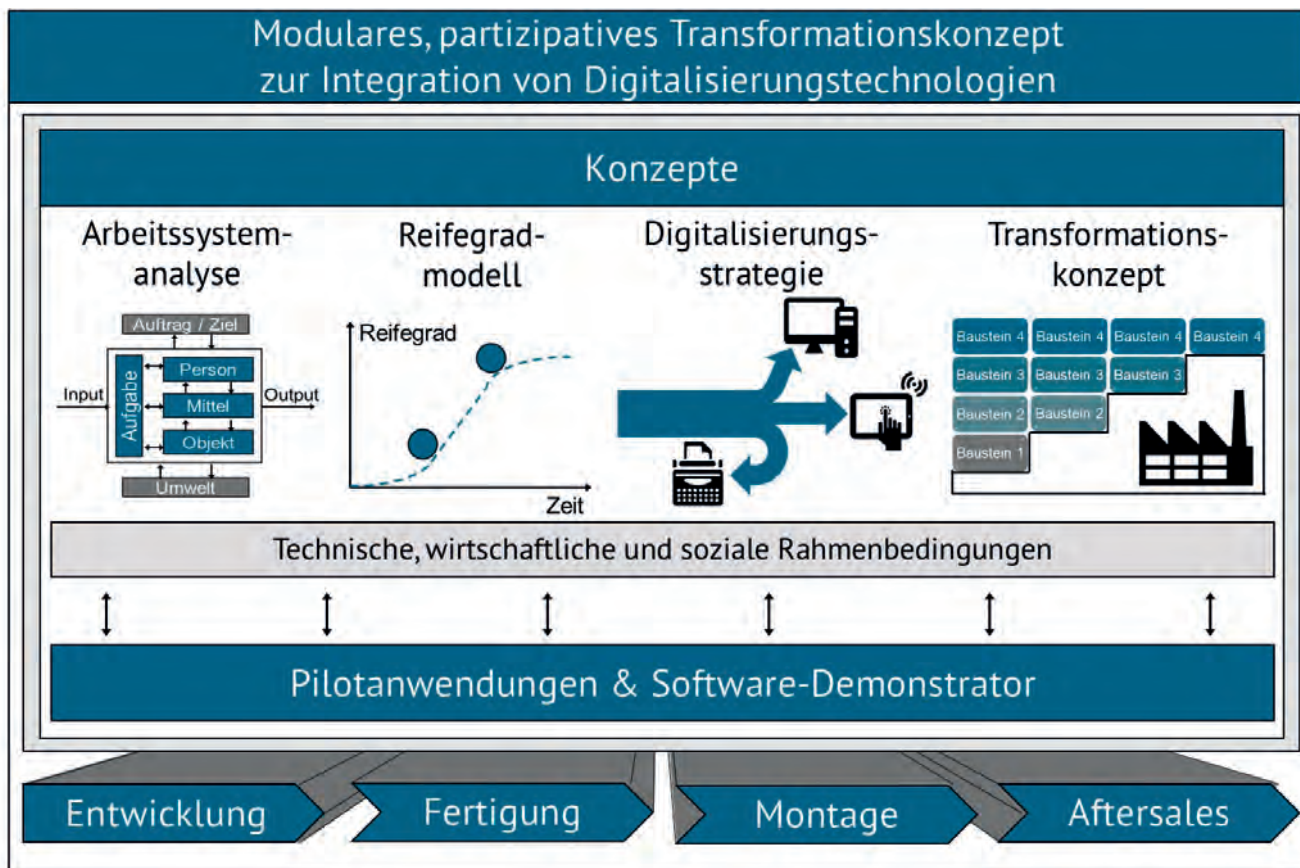 Modulares, partizipatives Transformationskonzept
zur Integration von Digitalisierungstechnologien
Konzepte
Arbeitssystem-
analyse
Auftrag / Ziel
Input
Aufgabe
Person
Mittel
Objekt
Output
Umwelt
Reifegrad-
modell
Reifegrad
Zeit
Digitalisierungs-
strategie
Transformations-
konzept
Baustein 4 Baustein 4 Baustein 4 Baustein 4
Baustein 3 Baustein 3 Baustein 3
Baustein 2 Baustein 2
Baustein 1
Technische, wirtschaftliche und soziale Rahmenbedingungen
Pilotanwendungen & Software-Demonstrator
Entwicklung
Fertigung
Montage
Aftersales